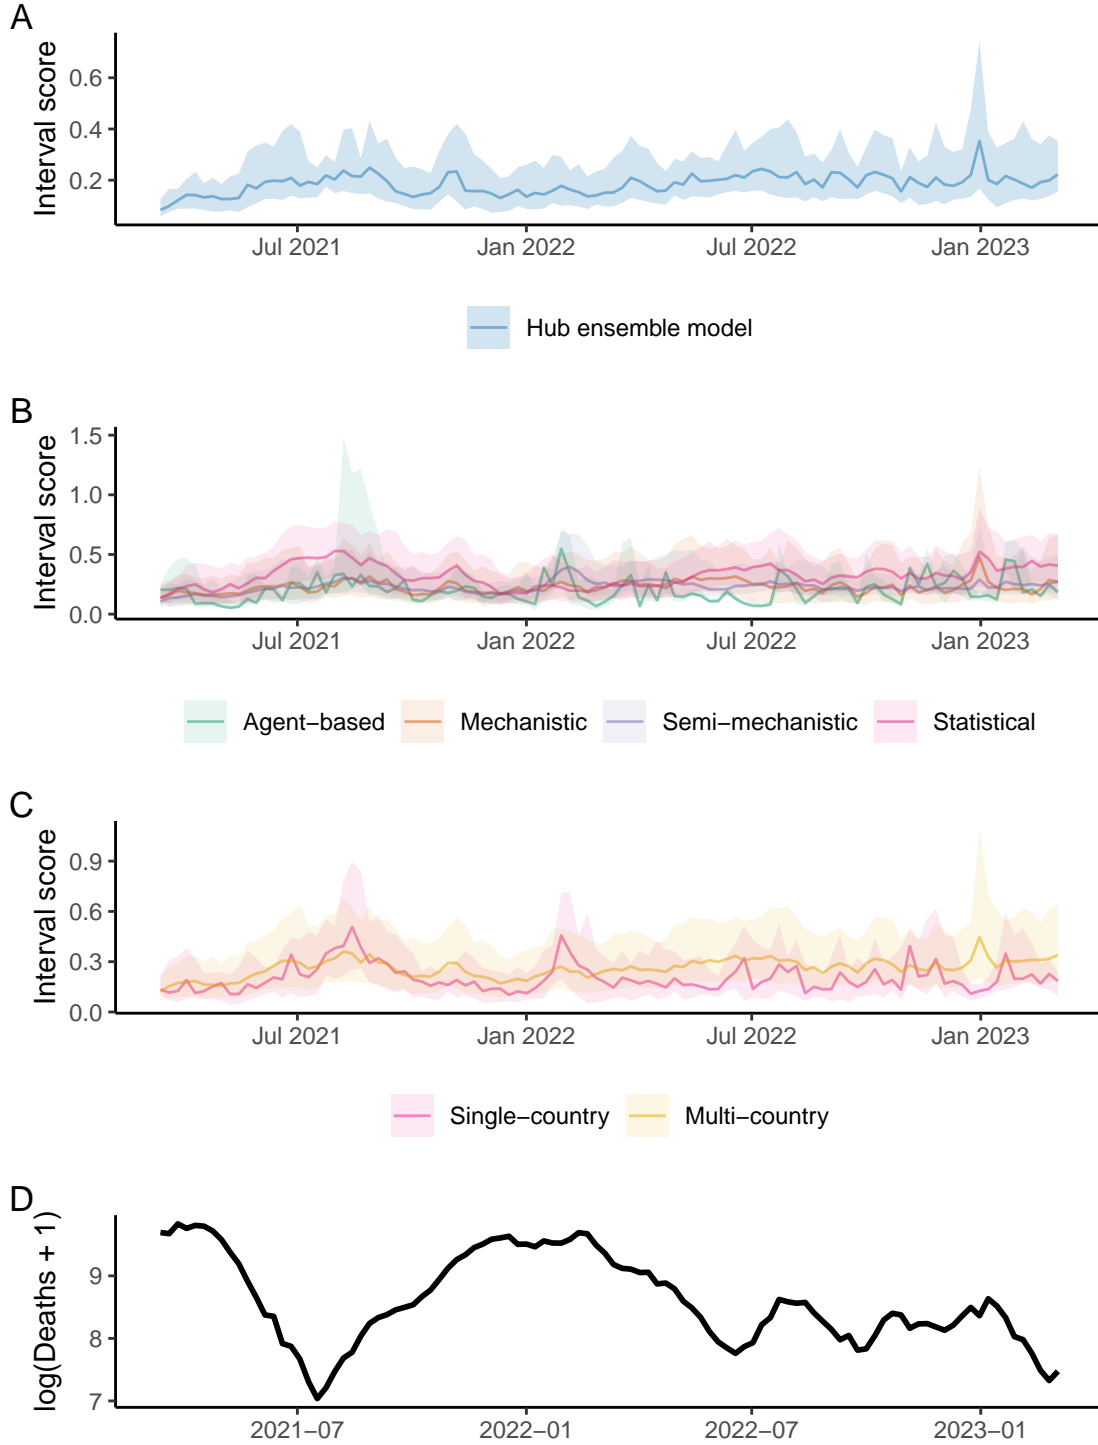 A
Interval score
0.6
0.4
0.2
Jul 2021 Jan 2022 Jul 2022 Jan 2023
Hub ensemble model
B
Interval score
1.5
1.0
0.5
0.0
Jul 2021 Jan 2022 Jul 2022 Jan 2023
Agent−based Mechanistic Semi−mechanistic Statistical
C
Interval score
0.9
0.6
0.3
0.0
Jul 2021 Jan 2022 Jul 2022 Jan 2023
Single−country Multi−country
D
log(Deaths + 1)
9
8
7
2021−07 2022−01 2022−07 2023−01